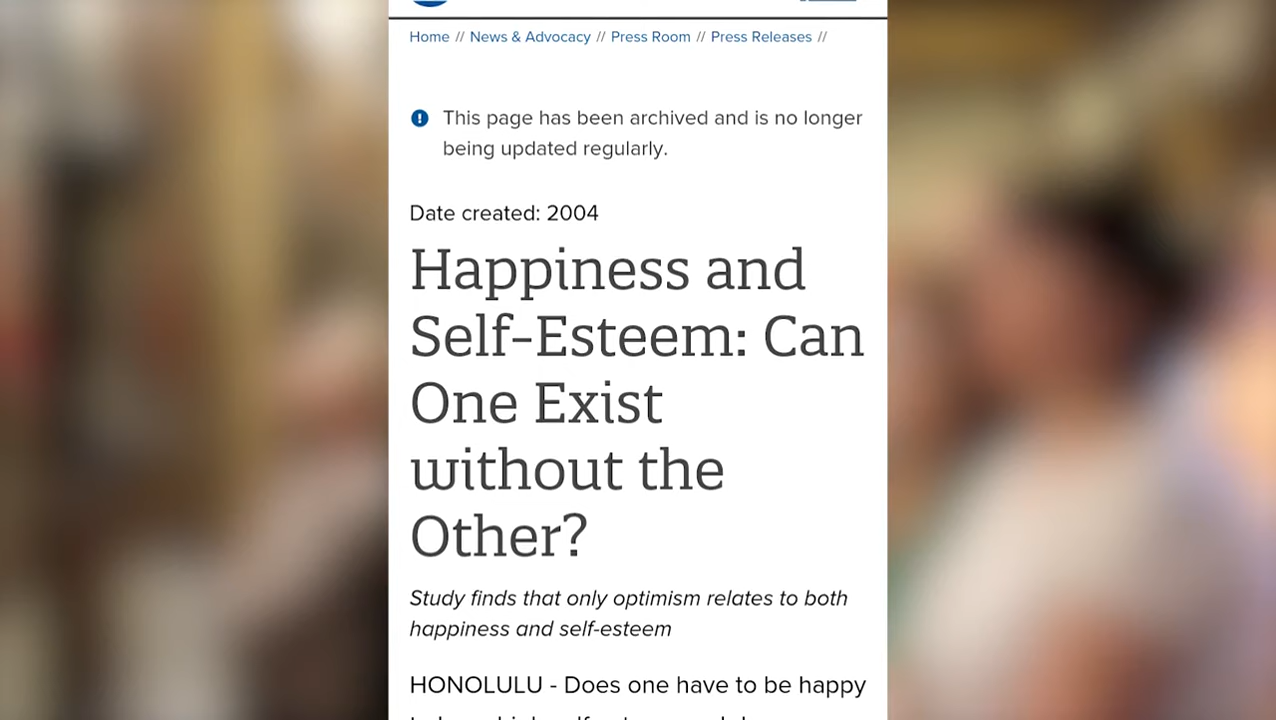 Home // News & Advocacy // Press Room // Press Releases //
This page has been archived and is no longer
being updated regularly.
Date created: 2004
Happiness and
Self-Esteem: Can
One Exist
without the
Other?
Study finds that only optimism relates to both
happiness and self-esteem
HONOLULU - Does one have to be happy